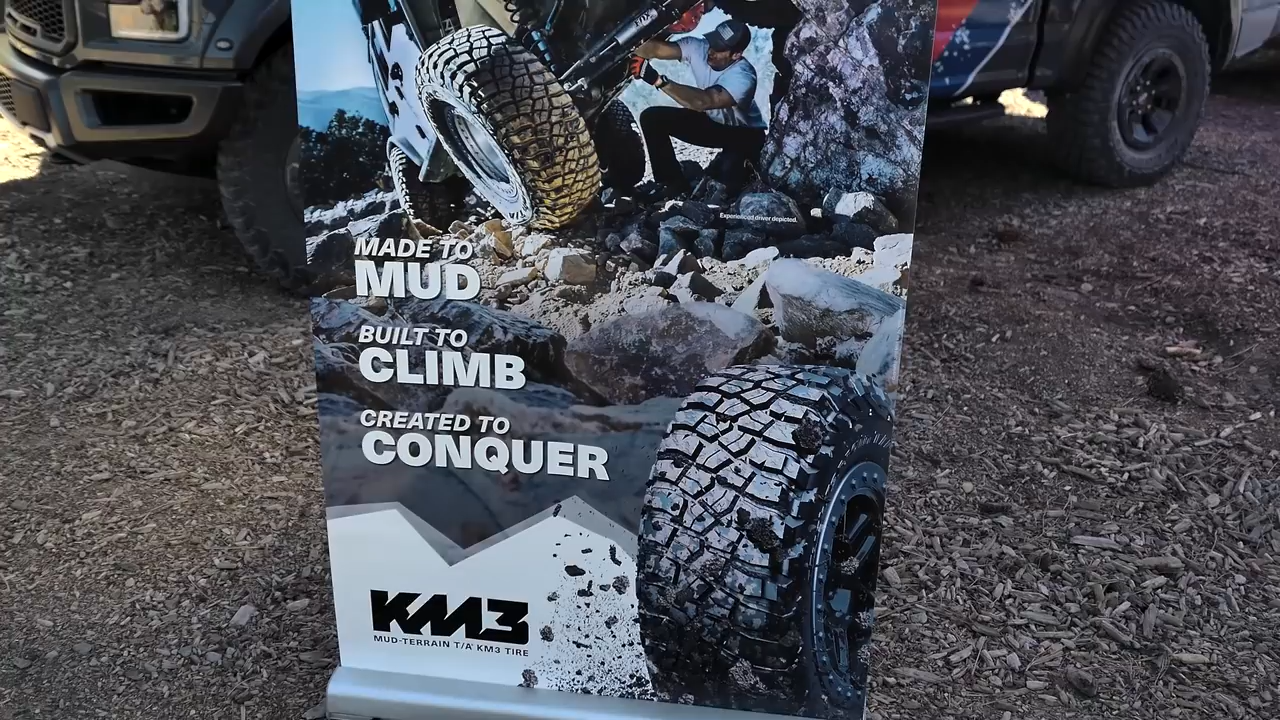 Experienced driver depicted.
MADE TO
MUD
BUILT TO
CLIMB
CREATED TO
CONQUER
KM3
MUD-TERRAIN T/A® KM3 TIRE